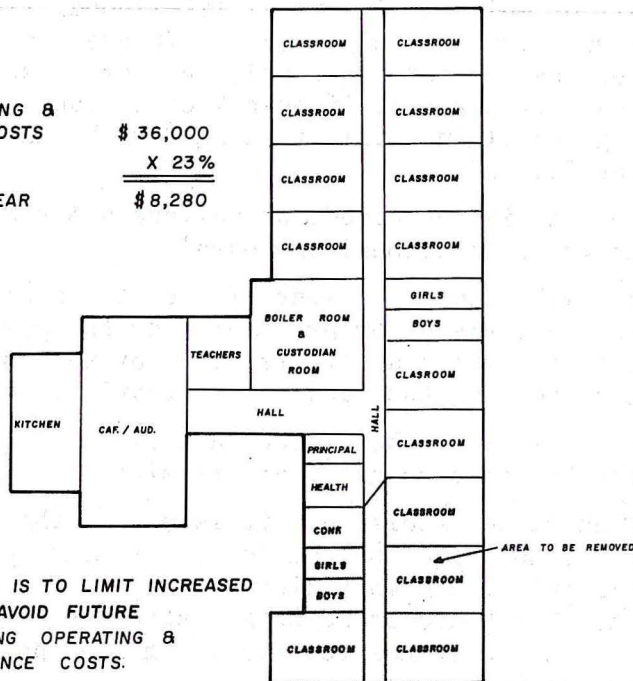 NG &
OSTS $ 36,000
X 23%
EAR $8,280
CLASSROOM CLASSROOM
CLASSROOM CLASSROOM
CLASSROOM CLASSROOM
CLASSROOM CLASSROOM
GIRLS
BOYS
BOILER ROOM
&
CUSTODIAN
ROOM
TEACHERS
CLASROOM
KITCHEN
CAF. / AUD.
HALL
HALL
CLASSROOM
PRINCIPAL
HEALTH
CONF.
GIRLS
BOYS
CLASSROOM
CLASSROOM
AREA TO BE REMOVED
CLASSROOM
CLASSROOM
IS TO LIMIT INCREASED
AVOID FUTURE
NG OPERATING &
NCE COSTS.